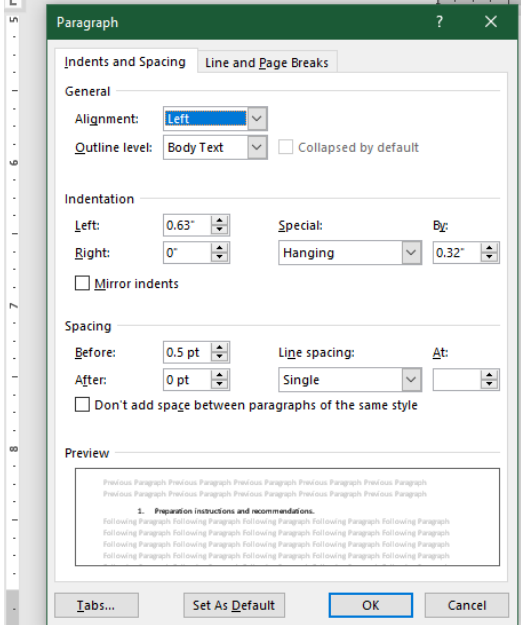 Paragraph ? ×
Indents and Spacing Line and Page Breaks
General
Alignment: Left
Outline level: Body Text Collapsed by default
Indentation
Left: 0.63" Special: By:
Right: 0" Hanging 0.32"
Mirror indents
Spacing
Before: 0.5 pt Line spacing: At:
After: 0 pt Single
Don't add space between paragraphs of the same style
Preview
Previous Paragraph Previous Paragraph Previous Paragraph Previous Paragraph Previous Paragraph
Previous Paragraph Previous Paragraph Previous Paragraph Previous Paragraph Previous Paragraph
1. Preparation instructions and recommendations.
Following Paragraph Following Paragraph Following Paragraph Following Paragraph Following Paragraph
Following Paragraph Following Paragraph Following Paragraph Following Paragraph Following Paragraph
Following Paragraph Following Paragraph Following Paragraph Following Paragraph Following Paragraph
Following Paragraph Following Paragraph Following Paragraph Following Paragraph Following Paragraph
Tabs... Set As Default OK Cancel
5
6
7
8